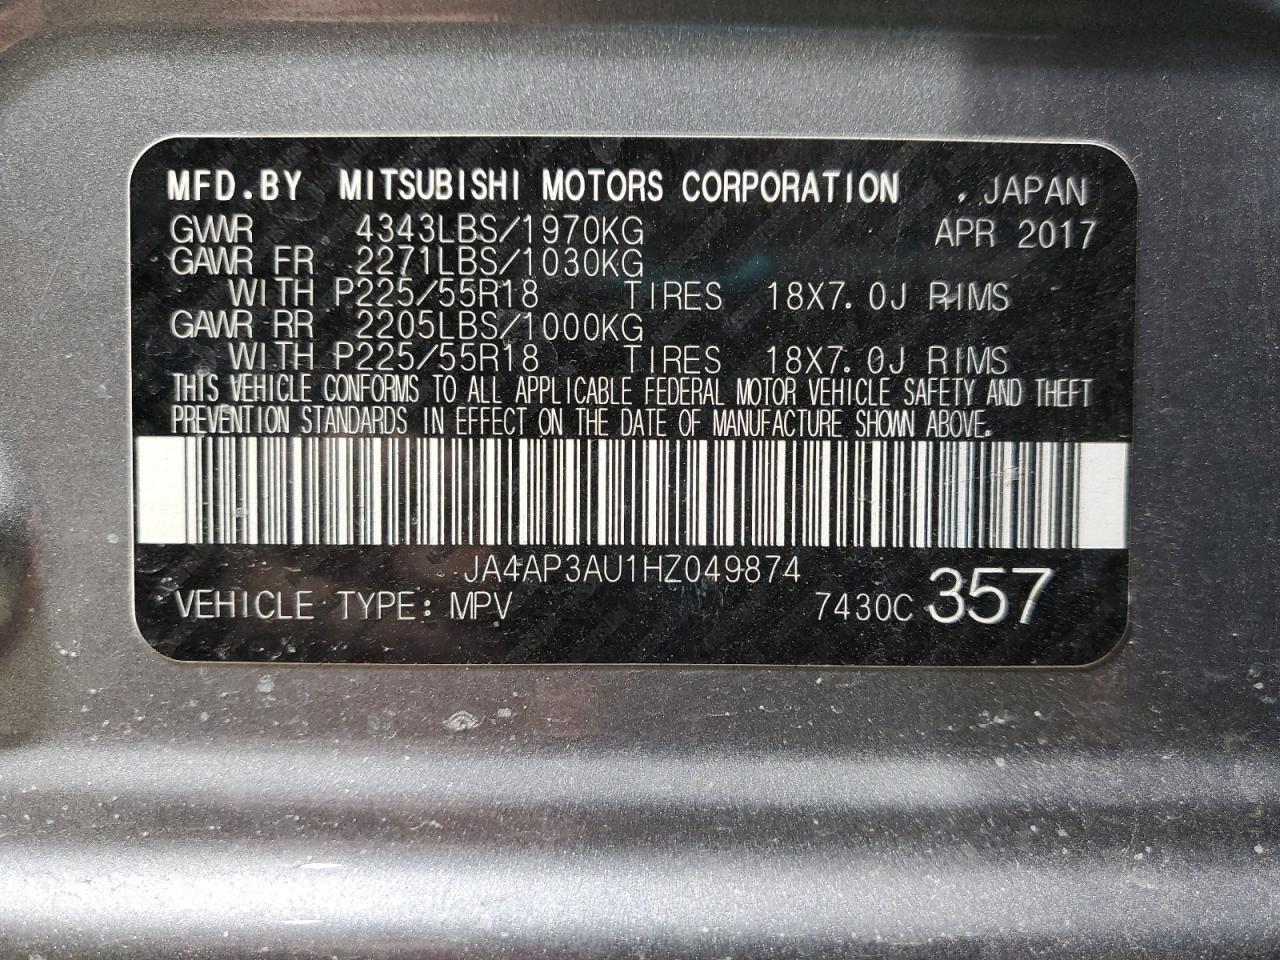 MFD.BY MITSUBISHI MOTORS CORPORATION , JAPAN
GVWR 4343LBS/1970KG APR 2017
GAWR FR 2271LBS/1030KG
WITH P225/55R18 TIRES 18X7.0J RIMS
GAWR RR 2205LBS/1000KG
WITH P225/55R18 TIRES 18X7.0J RIMS
THIS VEHICLE CONFORMS TO ALL APPLICABLE FEDERAL MOTOR VEHICLE SAFETY AND THEFT
PREVENTION STANDARDS IN EFFECT ON THE DATE OF MANUFACTURE SHOWN ABOVE.
JA4AP3AU1HZ049874
VEHICLE TYPE: MPV 7430C 357